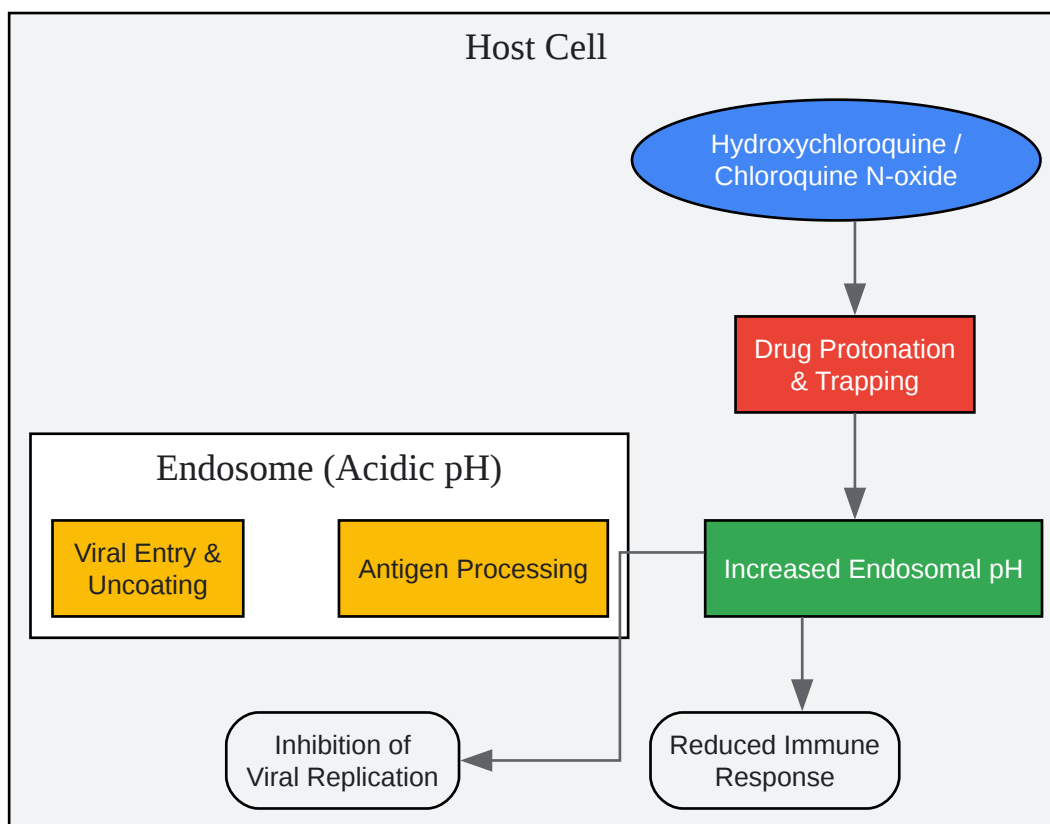 Host Cell
Hydroxychloroquine /
Chloroquine N-oxide
Drug Protonation
& Trapping
Endosome (Acidic pH)
Viral Entry &
Uncoating
Antigen Processing
Increased Endosomal pH
Inhibition of
Viral Replication
Reduced Immune
Response